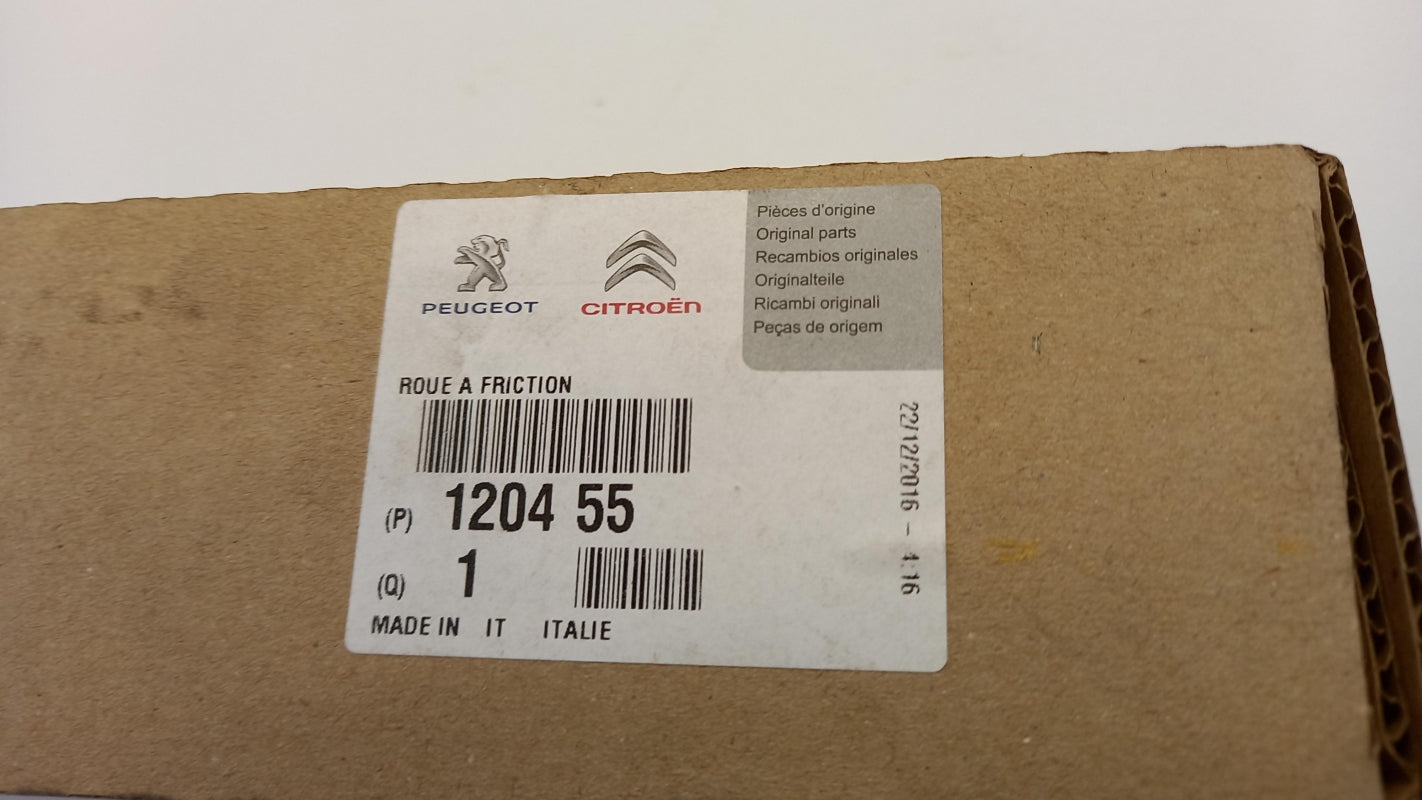 PEUGEOT
CITROËN
Pièces d'origine
Original parts
Recambios originales
Originalteile
Ricambi originali
Peças de origem
ROUE A FRICTION
(P) 1204 55
(Q) 1
MADE IN IT ITALIE
22/12/2016 - 4:16